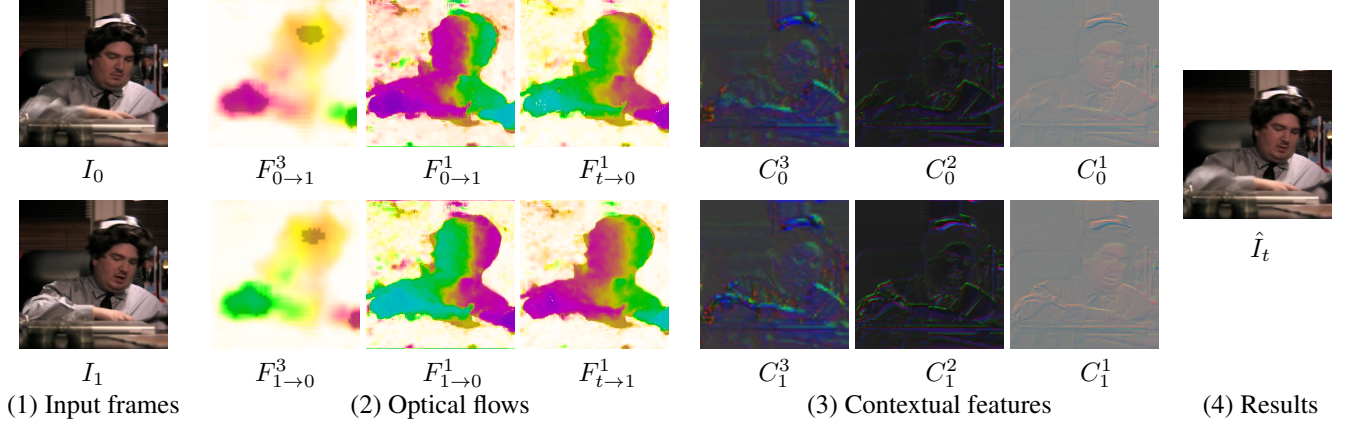 I_0 F^3_{0→1} F^1_{0→1} F^1_{t→0} C^3_0 C^2_0 C^1_0
Î_t
I_1 F^3_{1→0} F^1_{1→0} F^1_{t→1} C^3_1 C^2_1 C^1_1
(1) Input frames (2) Optical flows (3) Contextual features (4) Results